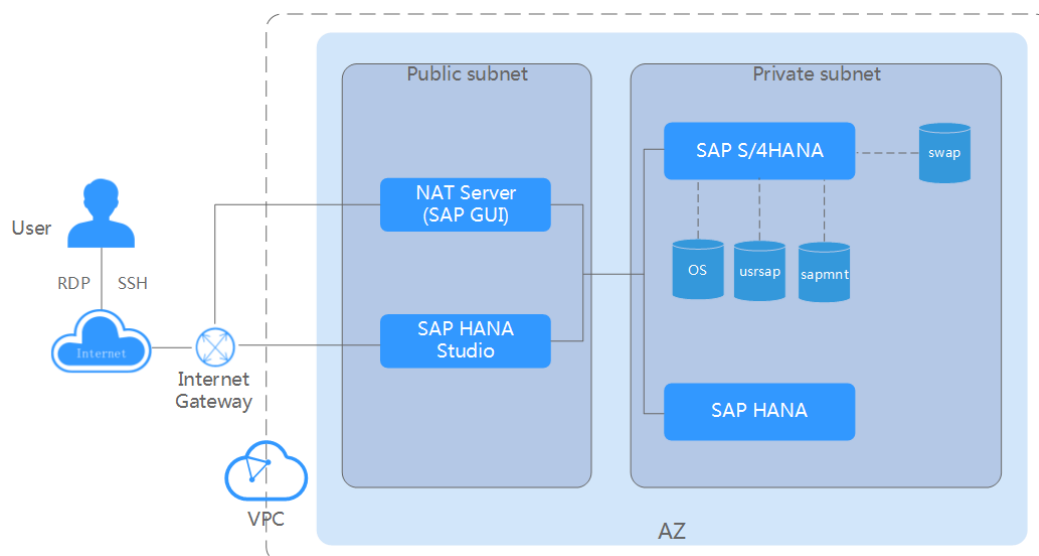 Public subnet
Private subnet
SAP S/4HANA
swap
NAT Server
(SAP GUI)
User
OS
usrsap
sapmnt
RDP
SSH
Internet
SAP HANA
Studio
Internet
Gateway
SAP HANA
VPC
AZ